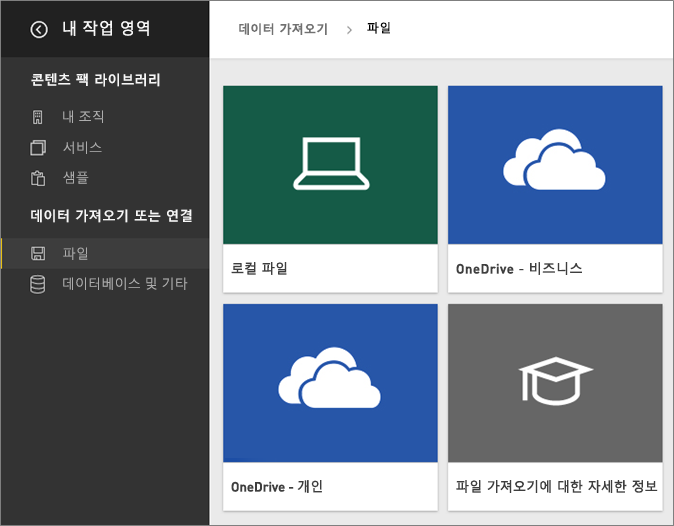 내 작업 영역
콘텐츠 팩 라이브러리
내 조직
서비스
샘플
데이터 가져오기 또는 연결
파일
데이터베이스 및 기타
데이터 가져오기 > 파일
로컬 파일
OneDrive - 비즈니스
OneDrive - 개인
파일 가져오기에 대한 자세한 정보